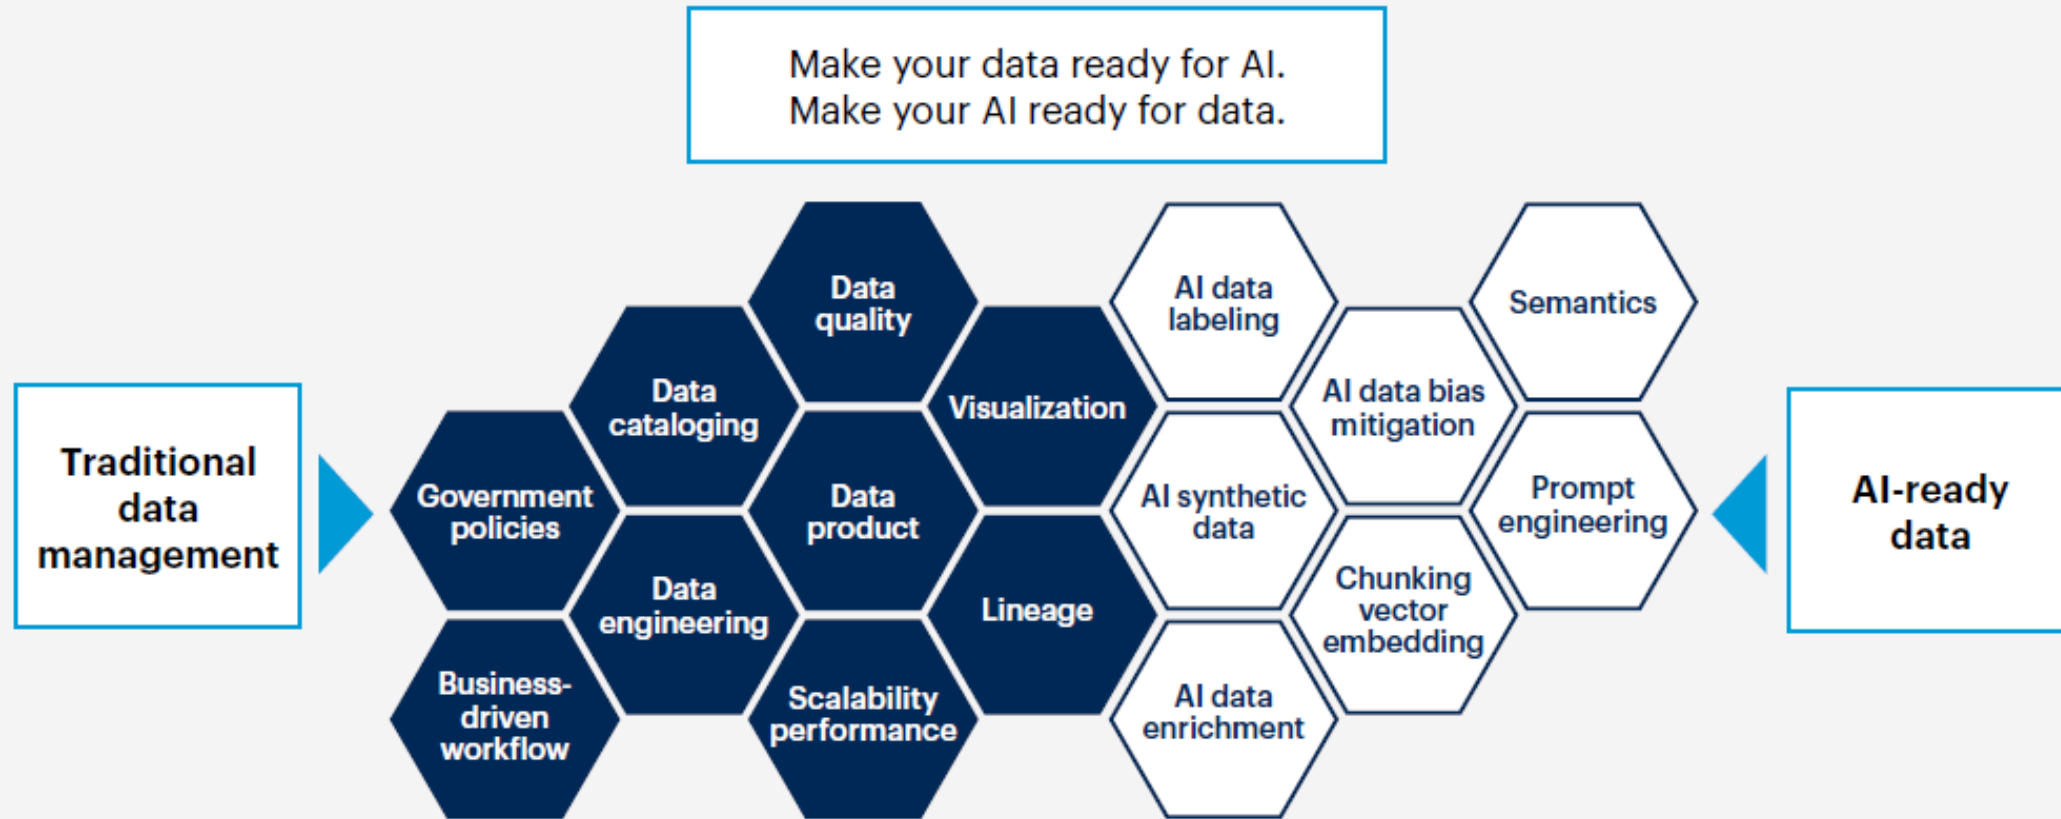 Make your data ready for AI.
Make your AI ready for data.
Traditional
data
management
Government
policies
Business-
driven
workflow
Data
cataloging
Data
engineering
Data
quality
Data
product
Scalability
performance
Visualization
Lineage
AI data
labeling
AI synthetic
data
AI data
enrichment
AI data bias
mitigation
Chunking
vector
embedding
Semantics
Prompt
engineering
AI-ready
data